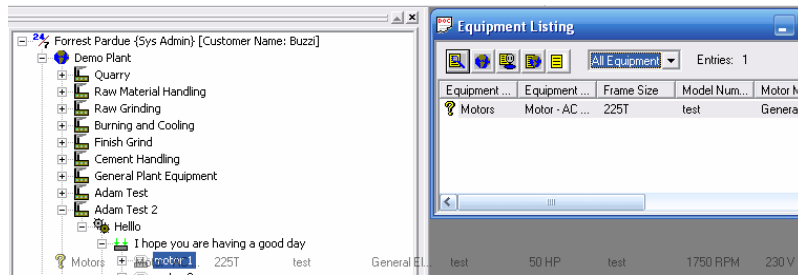 Forrest Pardue {Sys Admin} [Customer Name: Buzzi]
Demo Plant
Quarry
Raw Material Handling
Raw Grinding
Burning and Cooling
Finish Grind
Cement Handling
General Plant Equipment
Adam Test
Adam Test 2
Helllo
I hope you are having a good day
motor 1
Equipment Listing
All Equipment Entries: 1
Equipment ... Equipment ... Frame Size Model Num... Motor M
Motors Motor - AC ... 225T test Genera
Motors 225T test General El... test 50 HP test 1750 RPM 230 V